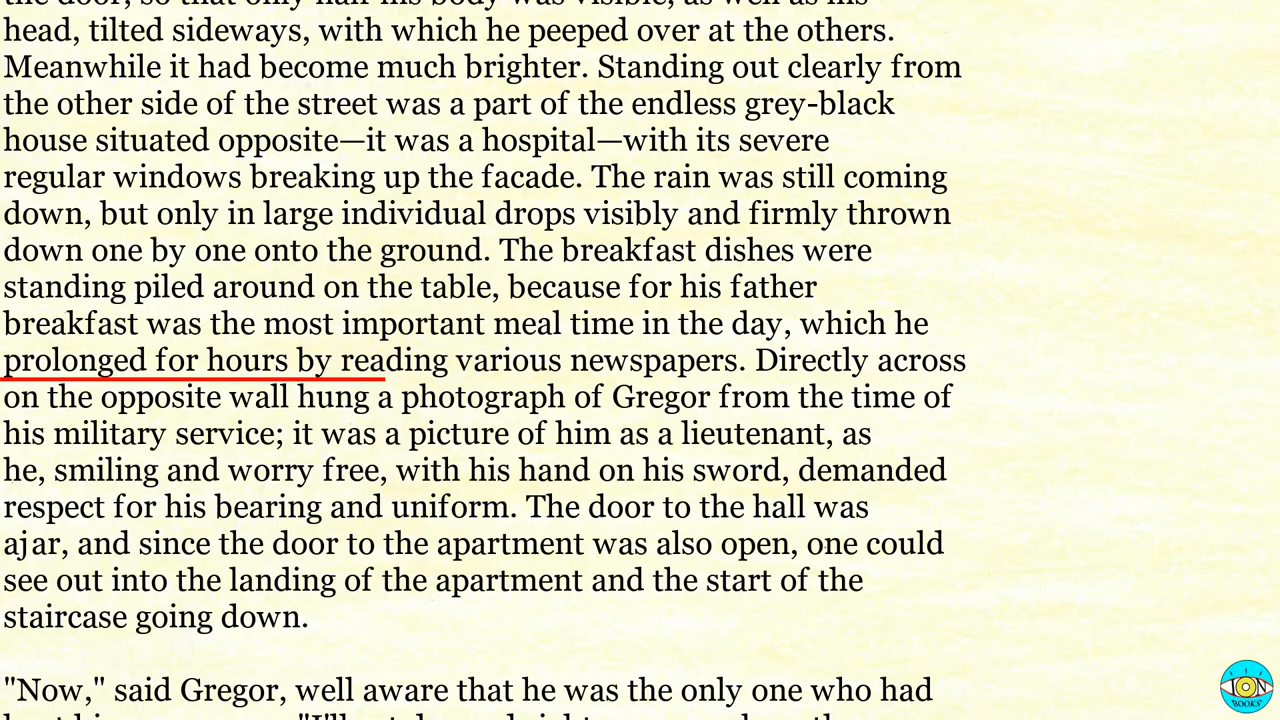 the door, so that only half his body was visible, as well as his
head, tilted sideways, with which he peeped over at the others.
Meanwhile it had become much brighter. Standing out clearly from
the other side of the street was a part of the endless grey-black
house situated opposite—it was a hospital—with its severe
regular windows breaking up the facade. The rain was still coming
down, but only in large individual drops visibly and firmly thrown
down one by one onto the ground. The breakfast dishes were
standing piled around on the table, because for his father
breakfast was the most important meal time in the day, which he
prolonged for hours by reading various newspapers. Directly across
on the opposite wall hung a photograph of Gregor from the time of
his military service; it was a picture of him as a lieutenant, as
he, smiling and worry free, with his hand on his sword, demanded
respect for his bearing and uniform. The door to the hall was
ajar, and since the door to the apartment was also open, one could
see out into the landing of the apartment and the start of the
staircase going down.
"Now," said Gregor, well aware that he was the only one who had
ION
BOOKS